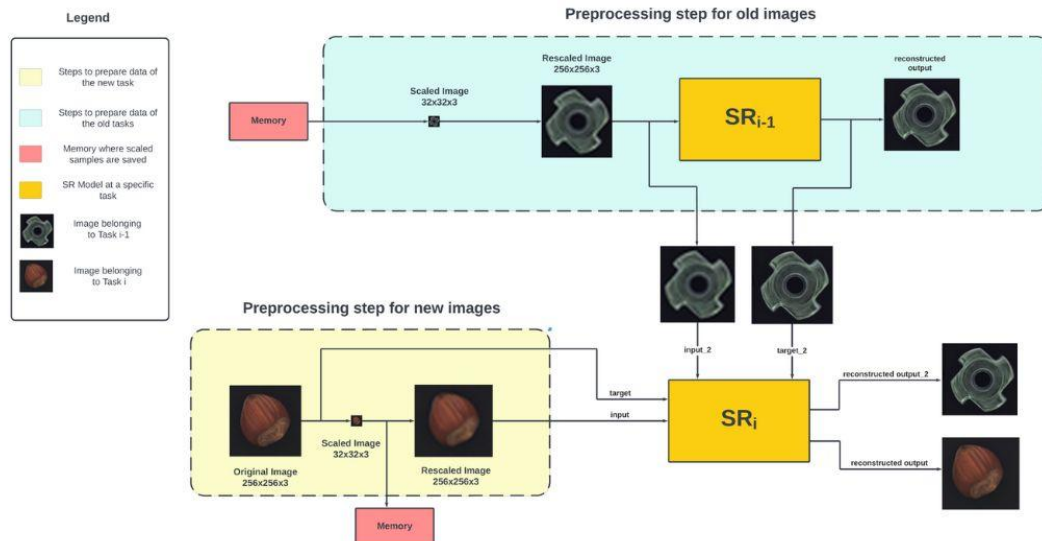 Legend
Steps to prepare data of
the new task
Steps to prepare data of
the old tasks
Memory where scaled
samples are saved
SR Model at a specific
task
Image belonging
to Task i-1
Image belonging
to Task i
Preprocessing step for old images
Memory
Scaled Image
32x32x3
Rescaled Image
256x256x3
SRi-1
reconstructed
output
Preprocessing step for new images
Original Image
256x256x3
Scaled Image
32x32x3
Rescaled Image
256x256x3
Memory
input_2
target_2
target
input
SRi
reconstructed output_2
reconstructed output